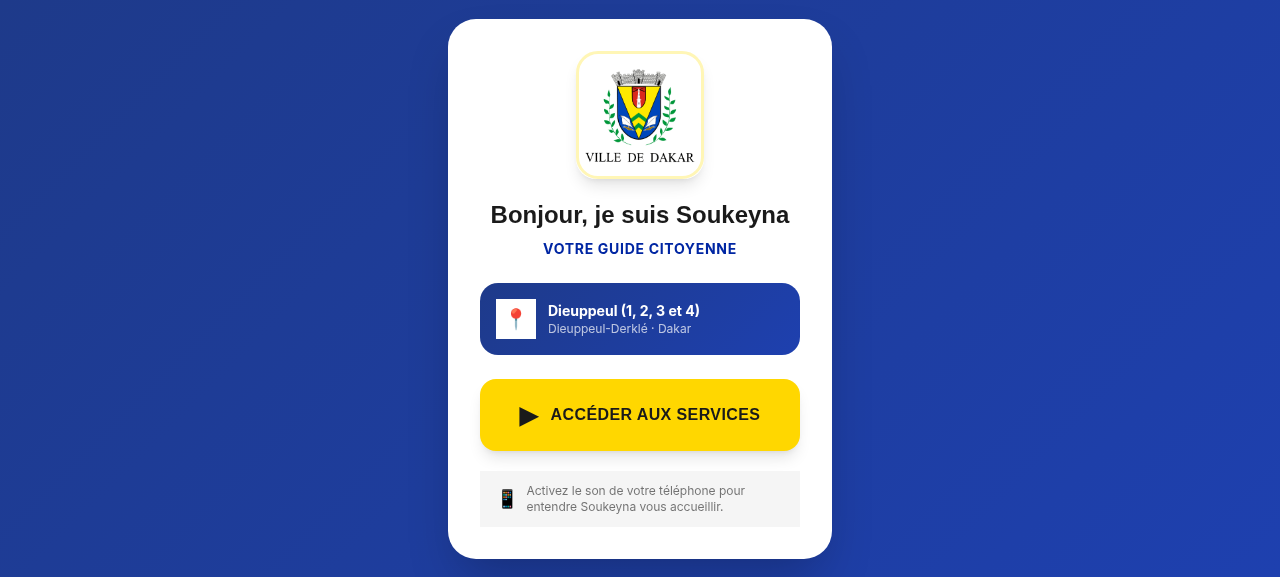 VILLE DE DAKAR
Bonjour, je suis Soukeyna
VOTRE GUIDE CITOYENNE
Dieuppeul (1, 2, 3 et 4)
Dieuppeul-Derklé · Dakar
ACCÉDER AUX SERVICES
Activez le son de votre téléphone pour
entendre Soukeyna vous accueillir.